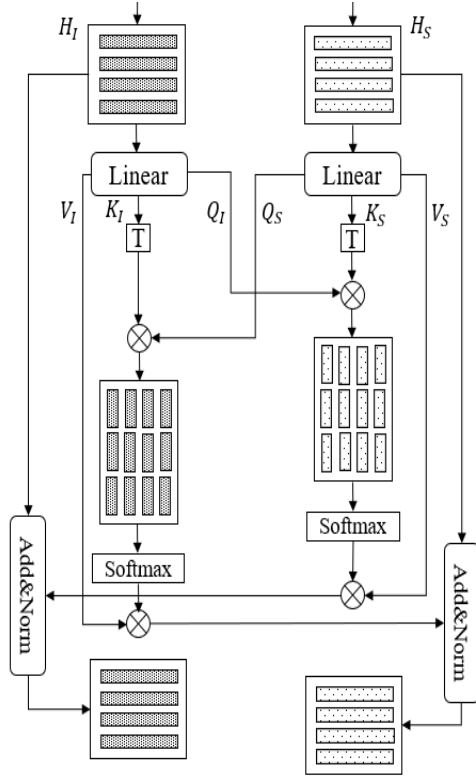 H_I
H_S
Linear
Linear
V_I
K_I
Q_I
Q_S
K_S
V_S
T
T
Softmax
Softmax
Add&Norm
Add&Norm